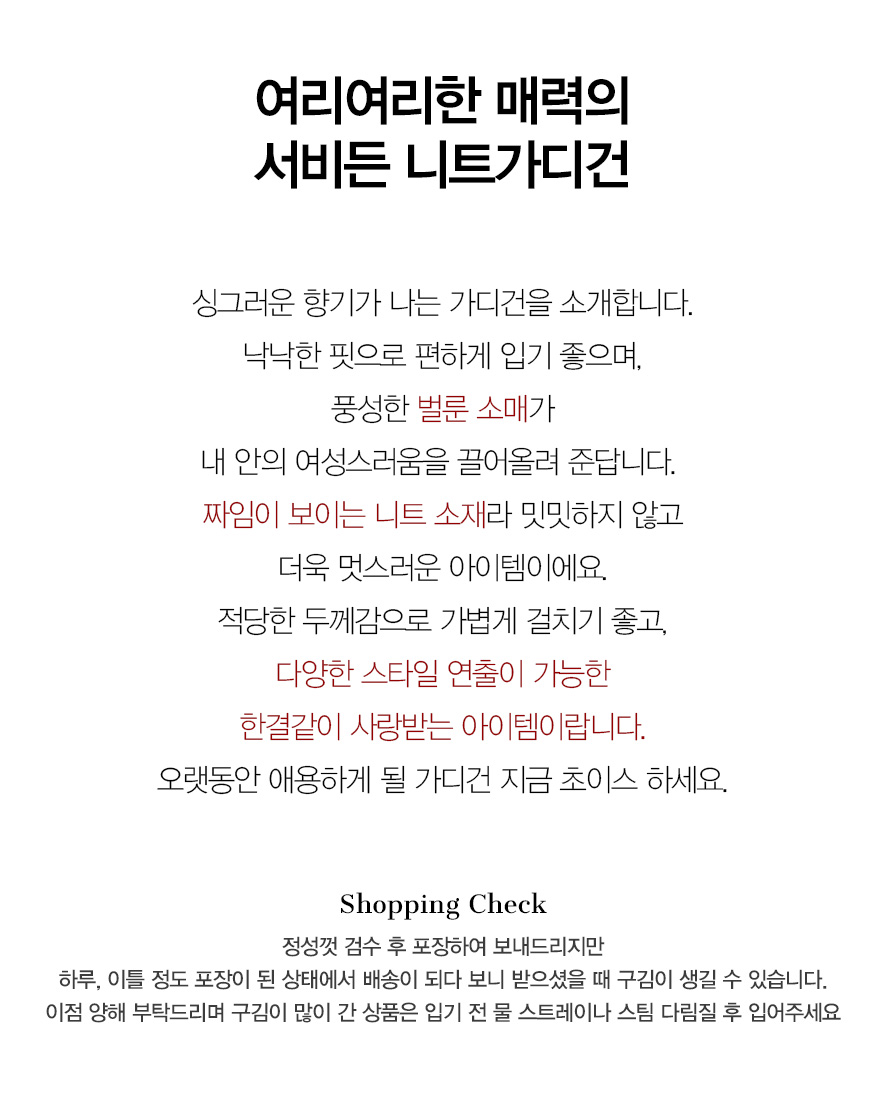 여리여리한 매력의
서비든 니트가디건
싱그러운 향기가 나는 가디건을 소개합니다.
낙낙한 핏으로 편하게 입기 좋으며,
풍성한 벌룬 소매가
내 안의 여성스러움을 끌어올려 준답니다.
짜임이 보이는 니트 소재라 밋밋하지 않고
더욱 멋스러운 아이템이에요.
적당한 두께감으로 가볍게 걸치기 좋고,
다양한 스타일 연출이 가능한
한결같이 사랑받는 아이템이랍니다.
오랫동안 애용하게 될 가디건 지금 초이스 하세요.
Shopping Check
정성껏 검수 후 포장하여 보내드리지만
하루, 이틀 정도 포장이 된 상태에서 배송이 되다 보니 받으셨을 때 구김이 생길 수 있습니다.
이점 양해 부탁드리며 구김이 많이 간 상품은 입기 전 물 스트레이나 스팀 다림질 후 입어주세요